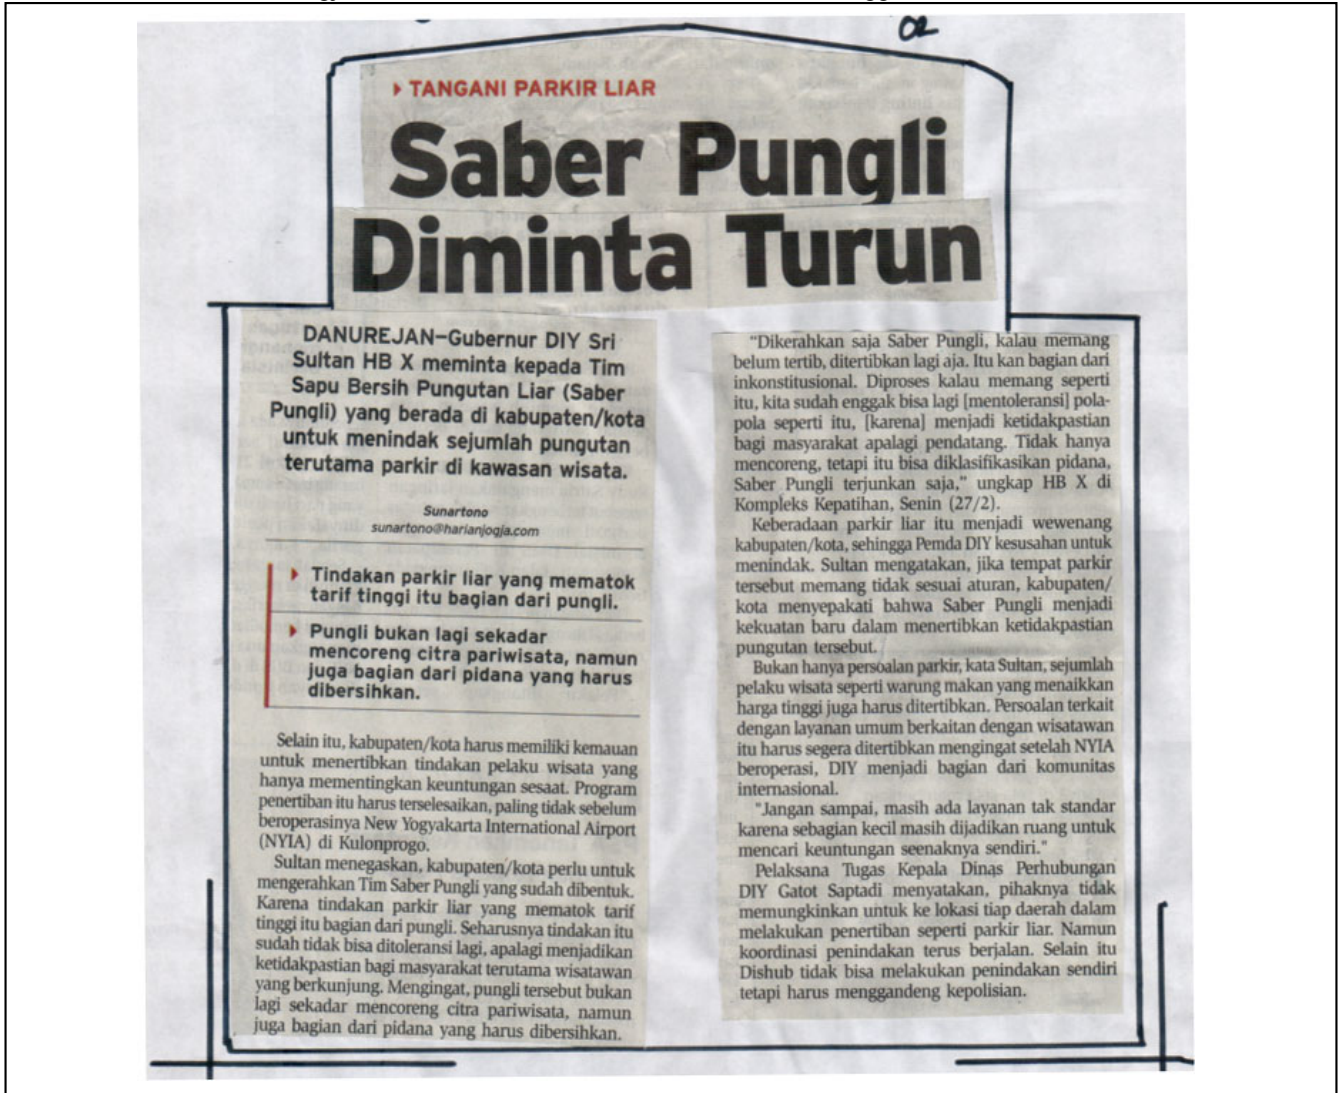 02
TANGANI PARKIR LIAR
Saber Pungli
Diminta Turun
DANUREJAN—Gubernur DIY Sri
Sultan HB X meminta kepada Tim
Sapu Bersih Pungutan Liar (Saber
Pungli) yang berada di kabupaten/kota
untuk menindak sejumlah pungutan
terutama parkir di kawasan wisata.
Sunartono
sunartono@harianjogja.com
Tindakan parkir liar yang mematok
tarif tinggi itu bagian dari pungli.
Pungli bukan lagi sekadar
mencoreng citra pariwisata, namun
juga bagian dari pidana yang harus
dibersihkan.
Selain itu, kabupaten/kota harus memiliki kemauan
untuk menertibkan tindakan pelaku wisata yang
hanya mementingkan keuntungan sesaat. Program
penertiban itu harus terselesaikan, paling tidak sebelum
beroperasinya New Yogyakarta International Airport
(NYIA) di Kulonprogo.
Sultan menegaskan, kabupaten/kota perlu untuk
mengerahkan Tim Saber Pungli yang sudah dibentuk.
Karena tindakan parkir liar yang mematok tarif
tinggi itu bagian dari pungli. Seharusnya tindakan itu
sudah tidak bisa ditoleransi lagi, apalagi menjadikan
ketidakpastian bagi masyarakat terutama wisatawan
yang berkunjung. Mengingat, pungli tersebut bukan
lagi sekadar mencoreng citra pariwisata, namun
juga bagian dari pidana yang harus dibersihkan.
"Dikerahkan saja Saber Pungli, kalau memang
belum tertib, ditertibkan lagi aja. Itu kan bagian dari
inkonstitusional. Diproses kalau memang seperti
itu, kita sudah enggak bisa lagi [mentoleransi] pola-
pola seperti itu, [karena] menjadi ketidakpastian
bagi masyarakat apalagi pendatang. Tidak hanya
mencoreng, tetapi itu bisa diklasifikasikan pidana,
Saber Pungli terjunkan saja," ungkap HB X di
Kompleks Kepatihan, Senin (27/2).
Keberadaan parkir liar itu menjadi wewenang
kabupaten/kota, sehingga Pemda DIY kesusahan untuk
menindak. Sultan mengatakan, jika tempat parkir
tersebut memang tidak sesuai aturan, kabupaten/
kota menyepakati bahwa Saber Pungli menjadi
kekuatan baru dalam menertibkan ketidakpastian
pungutan tersebut.
Bukan hanya persoalan parkir, kata Sultan, sejumlah
pelaku wisata seperti warung makan yang menaikkan
harga tinggi juga harus ditertibkan. Persoalan terkait
dengan layanan umum berkaitan dengan wisatawan
itu harus segera ditertibkan mengingat setelah NYIA
beroperasi, DIY menjadi bagian dari komunitas
internasional.
"Jangan sampai, masih ada layanan tak standar
karena sebagian kecil masih dijadikan ruang untuk
mencari keuntungan seenaknya sendiri."
Pelaksana Tugas Kepala Dinas Perhubungan
DIY Gatot Saptadi menyatakan, pihaknya tidak
memungkinkan untuk ke lokasi tiap daerah dalam
melakukan penertiban seperti parkir liar. Namun
koordinasi penindakan terus berjalan. Selain itu
Dishub tidak bisa melakukan penindakan sendiri
tetapi harus menggandeng kepolisian.